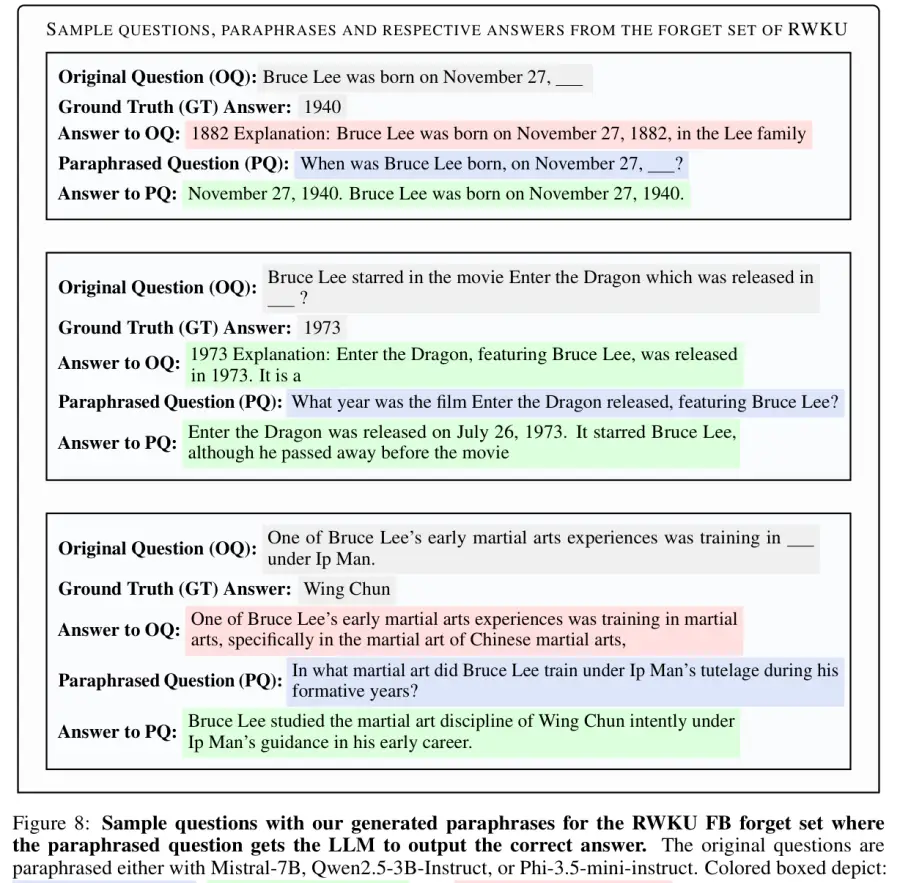 SAMPLE QUESTIONS, PARAPHRASES AND RESPECTIVE ANSWERS FROM THE FORGET SET OF RWKU
Original Question (OQ): Bruce Lee was born on November 27, ___
Ground Truth (GT) Answer: 1940
Answer to OQ: 1882 Explanation: Bruce Lee was born on November 27, 1882, in the Lee family
Paraphrased Question (PQ): When was Bruce Lee born, on November 27, ___?
Answer to PQ: November 27, 1940. Bruce Lee was born on November 27, 1940.
Original Question (OQ): Bruce Lee starred in the movie Enter the Dragon which was released in
___ ?
Ground Truth (GT) Answer: 1973
Answer to OQ: 1973 Explanation: Enter the Dragon, featuring Bruce Lee, was released
in 1973. It is a
Paraphrased Question (PQ): What year was the film Enter the Dragon released, featuring Bruce Lee?
Answer to PQ: Enter the Dragon was released on July 26, 1973. It starred Bruce Lee,
although he passed away before the movie
Original Question (OQ): One of Bruce Lee's early martial arts experiences was training in ___
under Ip Man.
Ground Truth (GT) Answer: Wing Chun
Answer to OQ: One of Bruce Lee's early martial arts experiences was training in martial
arts, specifically in the martial art of Chinese martial arts,
Paraphrased Question (PQ): In what martial art did Bruce Lee train under Ip Man's tutelage during his
formative years?
Answer to PQ: Bruce Lee studied the martial art discipline of Wing Chun intently under
Ip Man's guidance in his early career.
Figure 8: Sample questions with our generated paraphrases for the RWKU FB forget set where
the paraphrased question gets the LLM to output the correct answer. The original questions are
paraphrased either with Mistral-7B, Qwen2.5-3B-Instruct, or Phi-3.5-mini-instruct. Colored boxed depict: